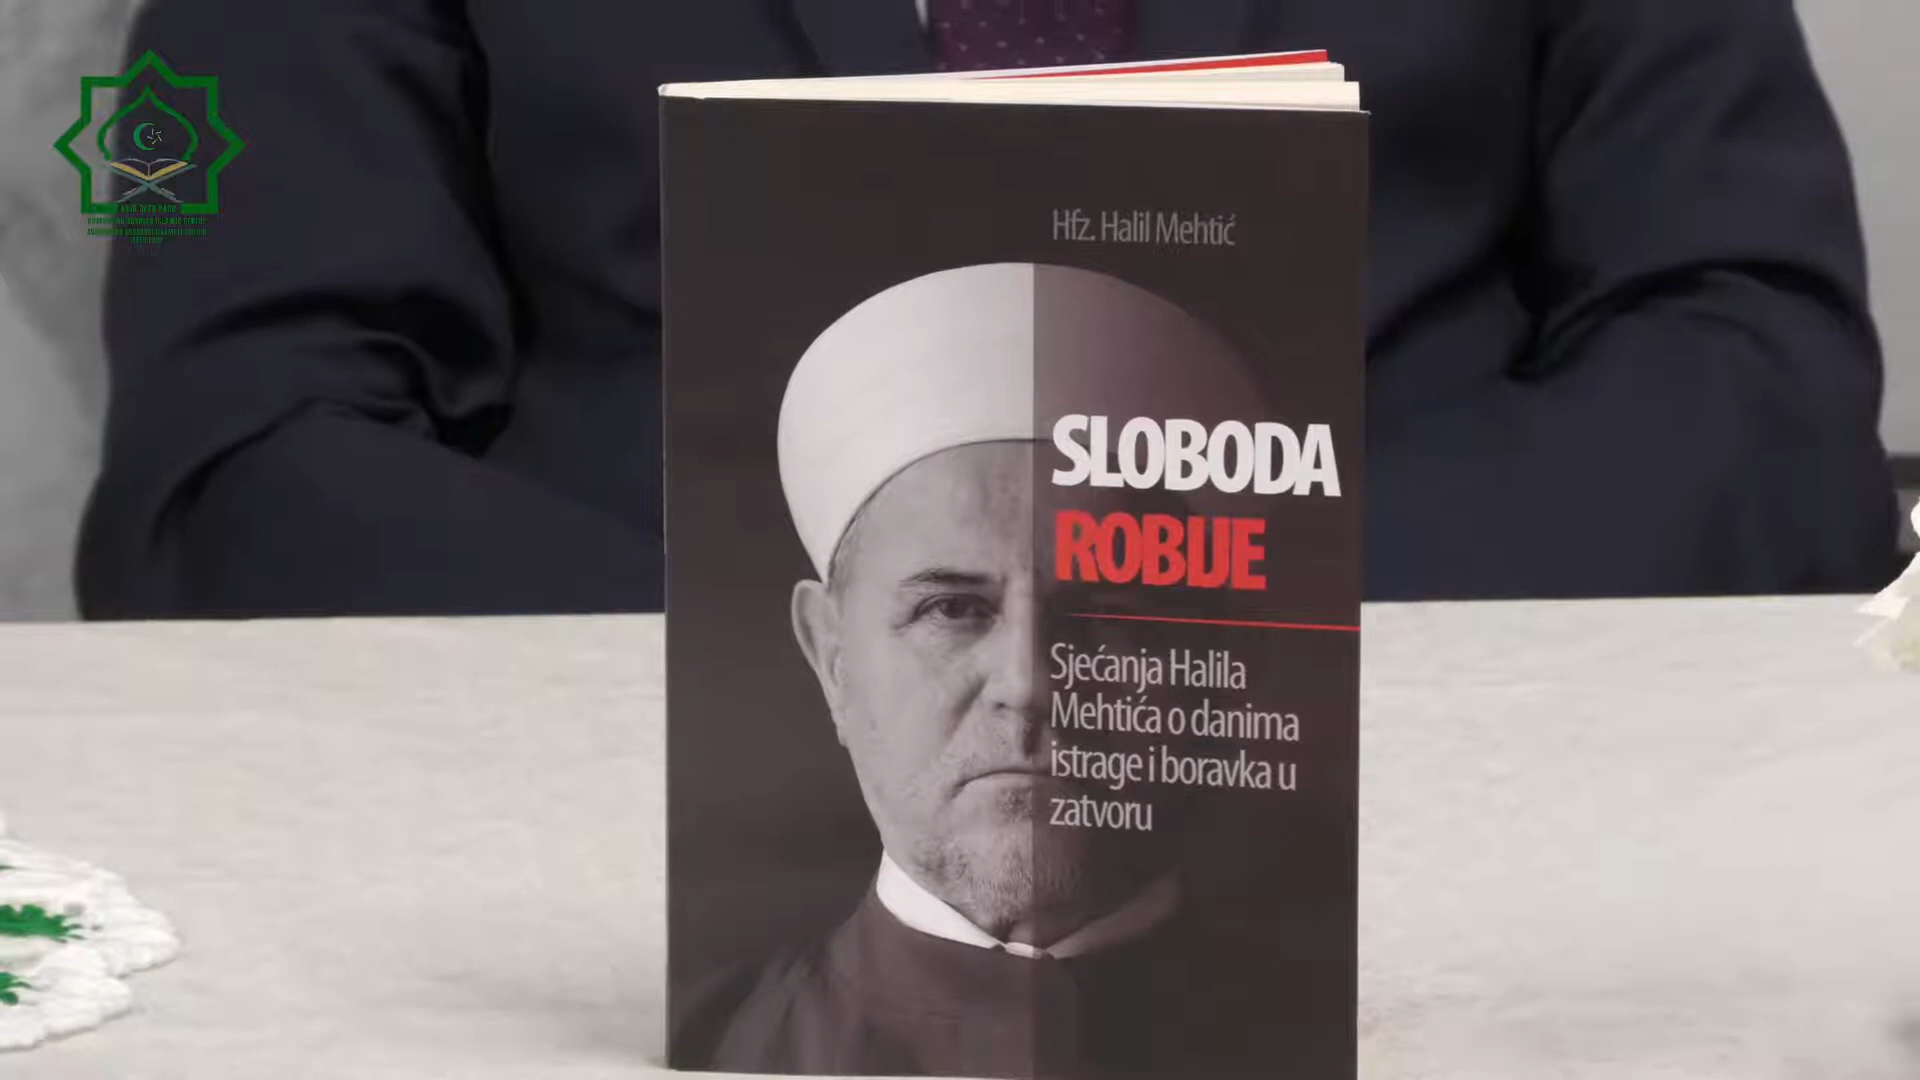 Hfz. Halil Mehtić
SLOBODA
ROBIJE
Sjećanja Halila
Mehtića o danima
istrage i boravka u
zatvoru